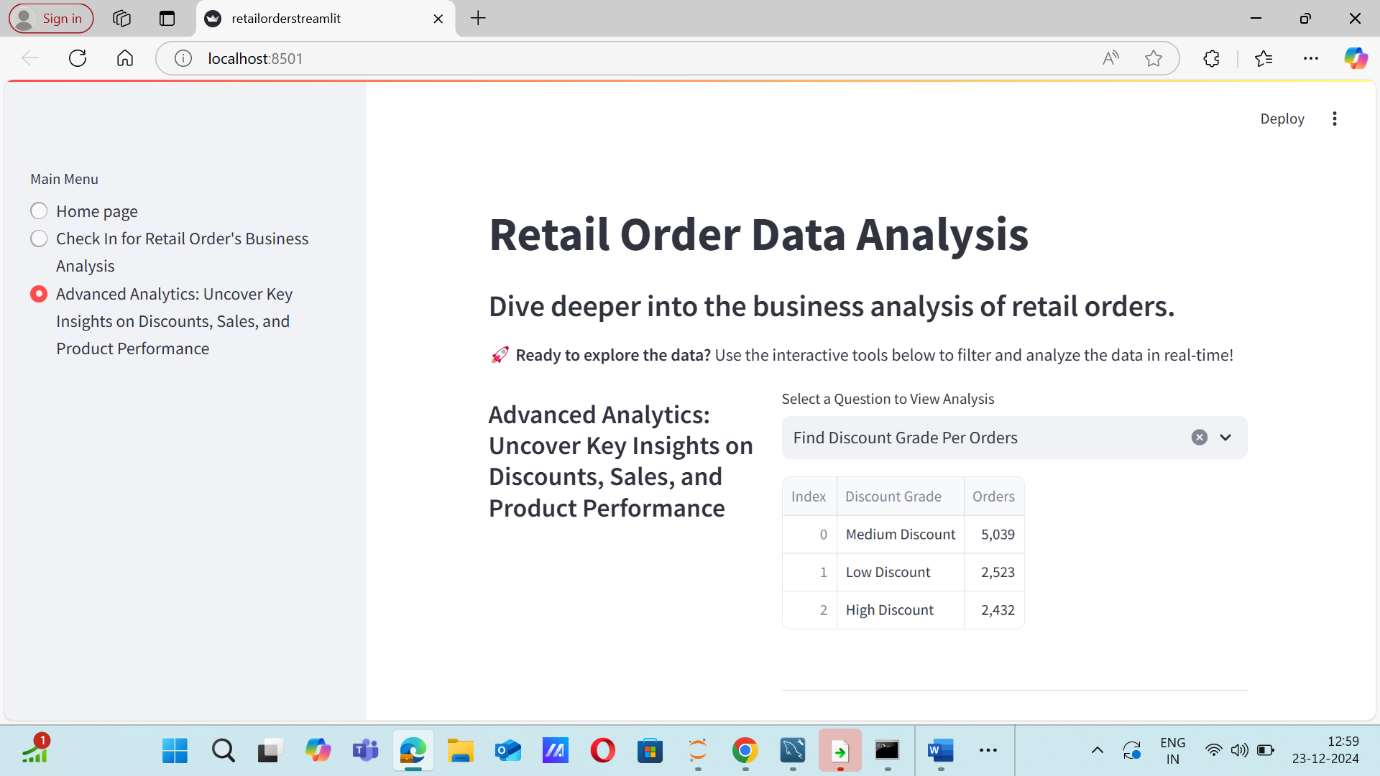 Sign in
retailorderstreamlit
localhost:8501
Deploy
Main Menu
Home page
Check In for Retail Order's Business
Analysis
Advanced Analytics: Uncover Key
Insights on Discounts, Sales, and
Product Performance
Retail Order Data Analysis
Dive deeper into the business analysis of retail orders.
🚀 Ready to explore the data? Use the interactive tools below to filter and analyze the data in real-time!
Advanced Analytics:
Uncover Key Insights on
Discounts, Sales, and
Product Performance
Select a Question to View Analysis
Find Discount Grade Per Orders
Index Discount Grade Orders
0 Medium Discount 5,039
1 Low Discount 2,523
2 High Discount 2,432
1
ENG
IN
12:59
23-12-2024